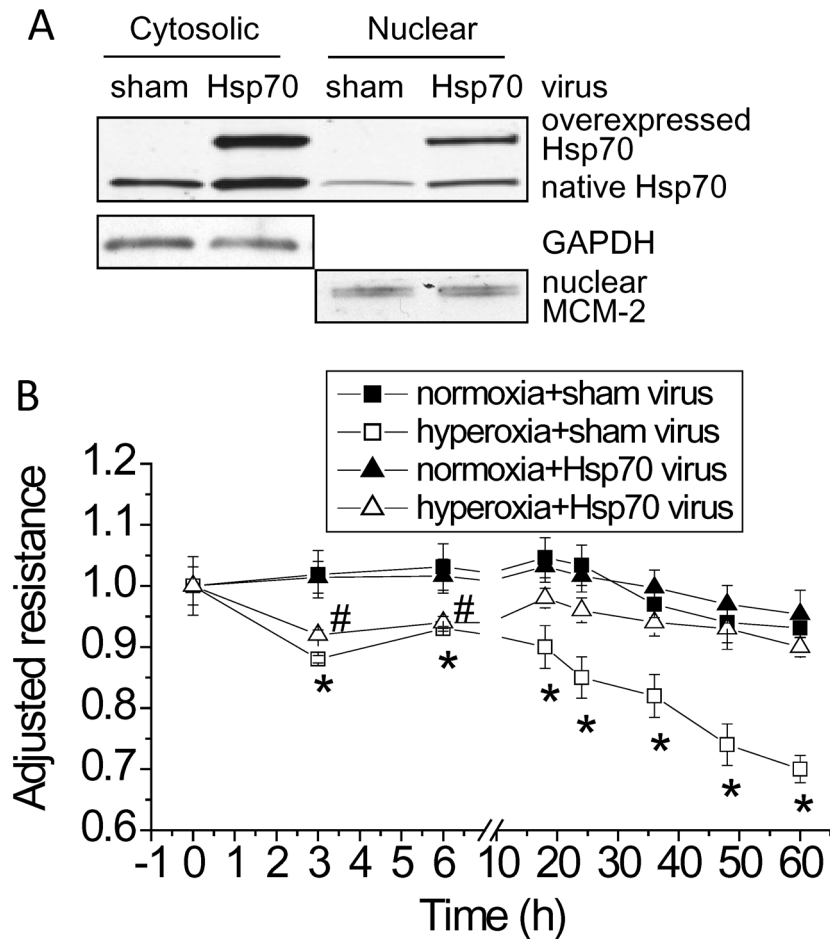 A
Cytosolic Nuclear
sham Hsp70 sham Hsp70 virus
overexpressed
Hsp70
native Hsp70
GAPDH
nuclear
MCM-2
B
normoxia+sham virus
hyperoxia+sham virus
normoxia+Hsp70 virus
hyperoxia+Hsp70 virus
Adjusted resistance
1.2
1.1
1.0
0.9
0.8
0.7
0.6
# #
* * * * * * *
-1 0 1 2 3 4 5 6 10 20 30 40 50 60
Time (h)